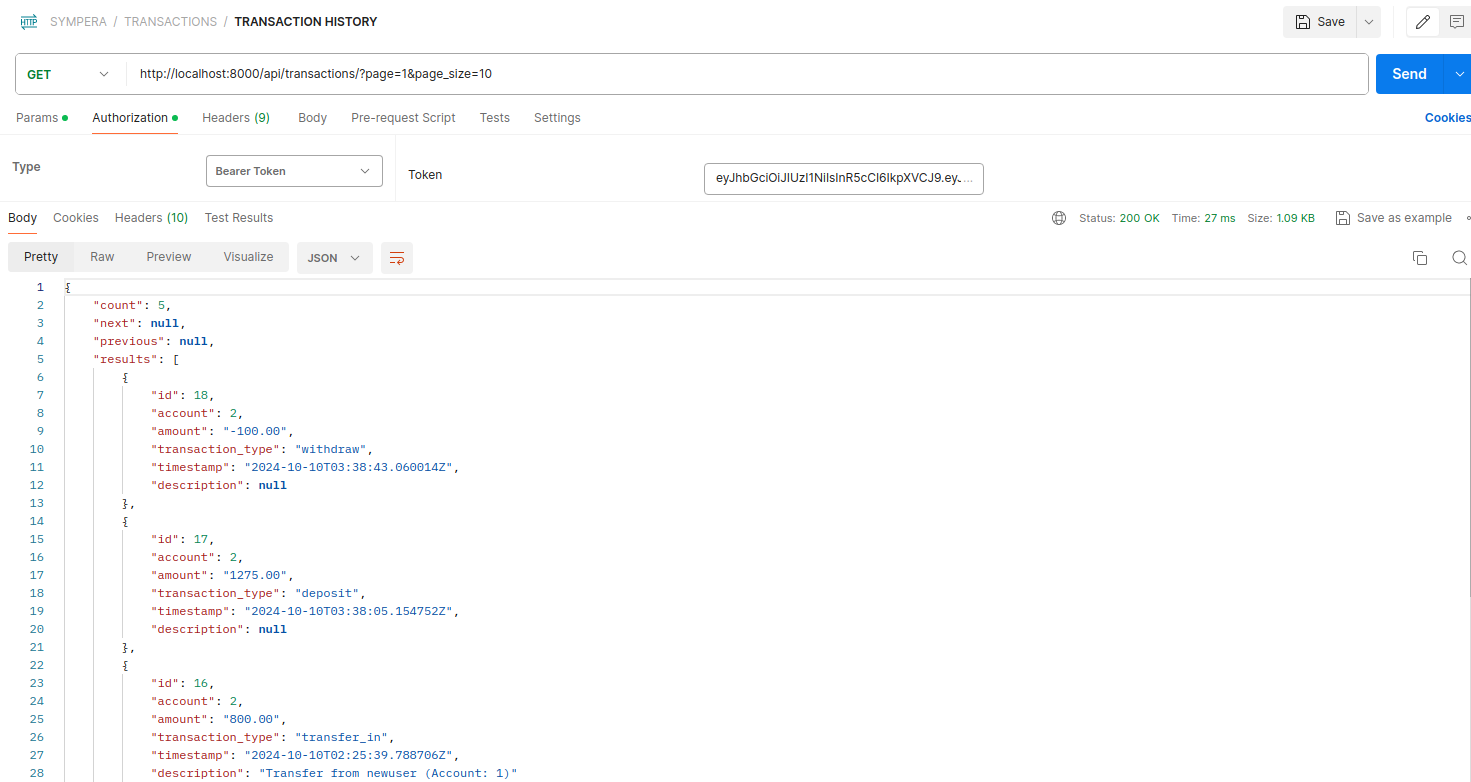 HTTP SYMPERA / TRANSACTIONS / TRANSACTION HISTORY Save
GET http://localhost:8000/api/transactions/?page=1&page_size=10 Send
Params Authorization Headers (9) Body Pre-request Script Tests Settings Cookies
Type Bearer Token Token eyJhbGciOiJIUzI1NiIsInR5cCI6IkpXVCJ9.ey...
Body Cookies Headers (10) Test Results Status: 200 OK Time: 27 ms Size: 1.09 KB Save as example
Pretty Raw Preview Visualize JSON
1 {
2 "count": 5,
3 "next": null,
4 "previous": null,
5 "results": [
6 {
7 "id": 18,
8 "account": 2,
9 "amount": "-100.00",
10 "transaction_type": "withdraw",
11 "timestamp": "2024-10-10T03:38:43.060014Z",
12 "description": null
13 },
14 {
15 "id": 17,
16 "account": 2,
17 "amount": "1275.00",
18 "transaction_type": "deposit",
19 "timestamp": "2024-10-10T03:38:05.154752Z",
20 "description": null
21 },
22 {
23 "id": 16,
24 "account": 2,
25 "amount": "800.00",
26 "transaction_type": "transfer_in",
27 "timestamp": "2024-10-10T02:25:39.788706Z",
28 "description": "Transfer from newuser (Account: 1)"